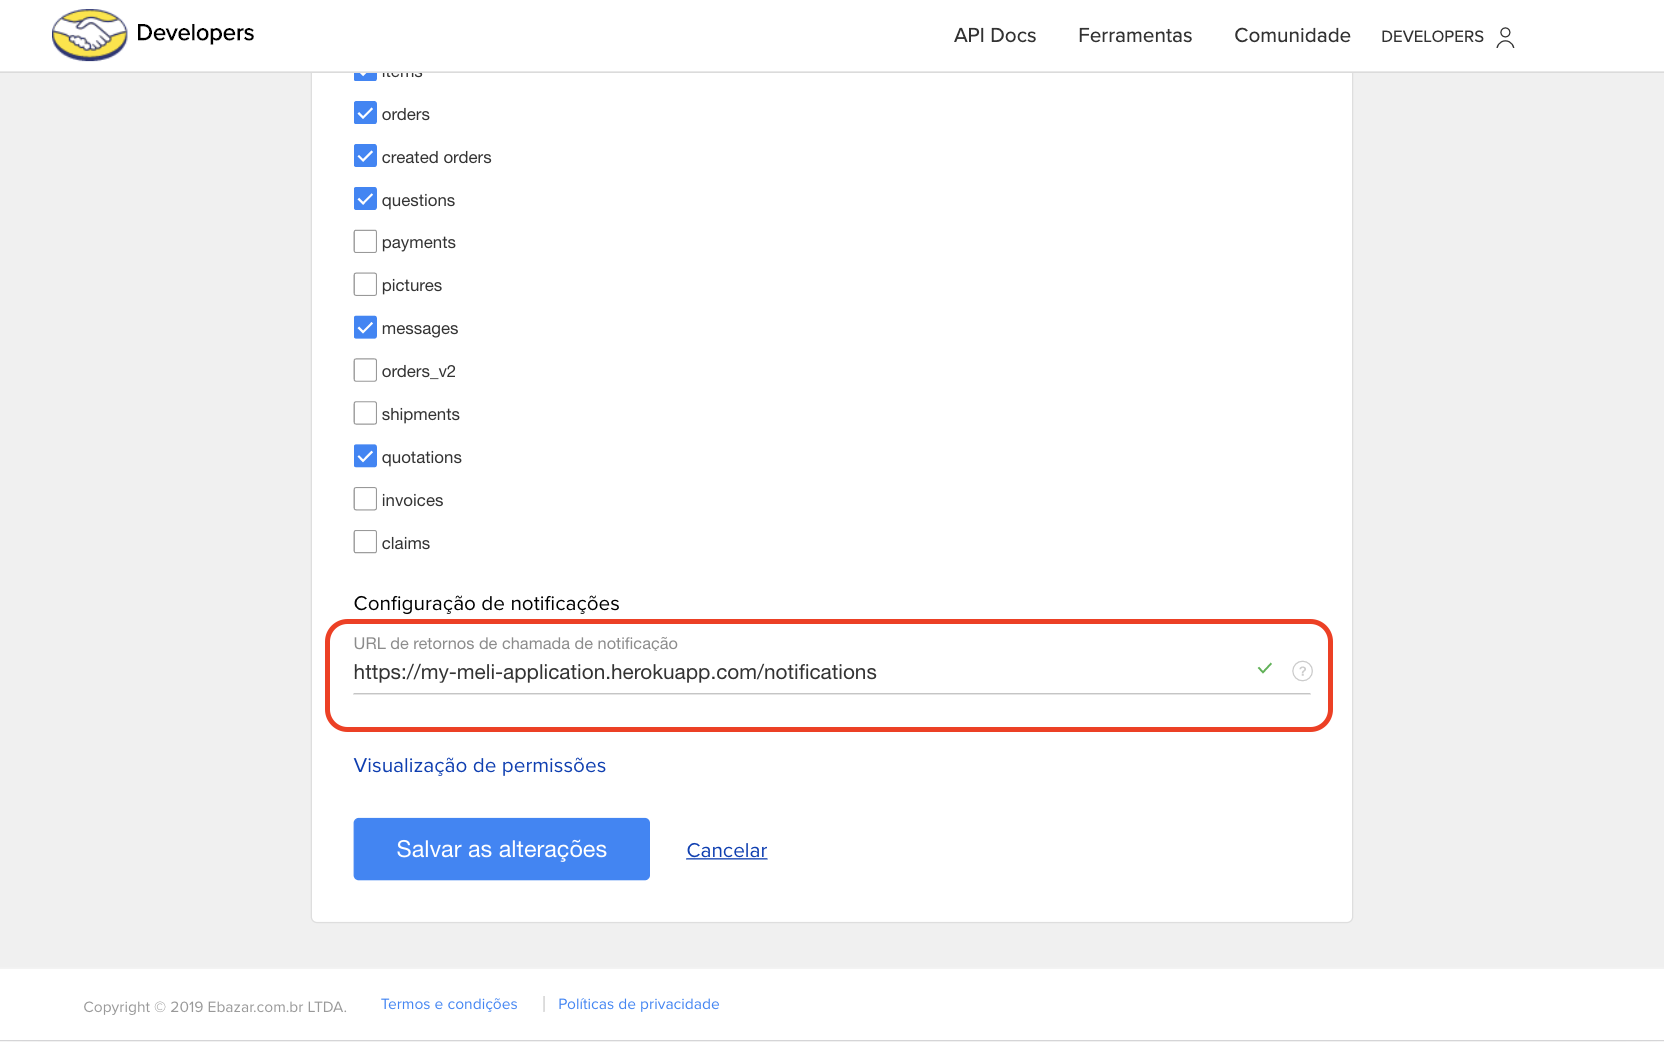 Developers
API Docs
Ferramentas
Comunidade
DEVELOPERS
items
orders
created orders
questions
payments
pictures
messages
orders_v2
shipments
quotations
invoices
claims
Configuração de notificações
URL de retornos de chamada de notificação
https://my-meli-application.herokuapp.com/notifications
?
Visualização de permissões
Salvar as alterações
Cancelar
Copyright © 2019 Ebazar.com.br LTDA.
Termos e condições
Políticas de privacidade